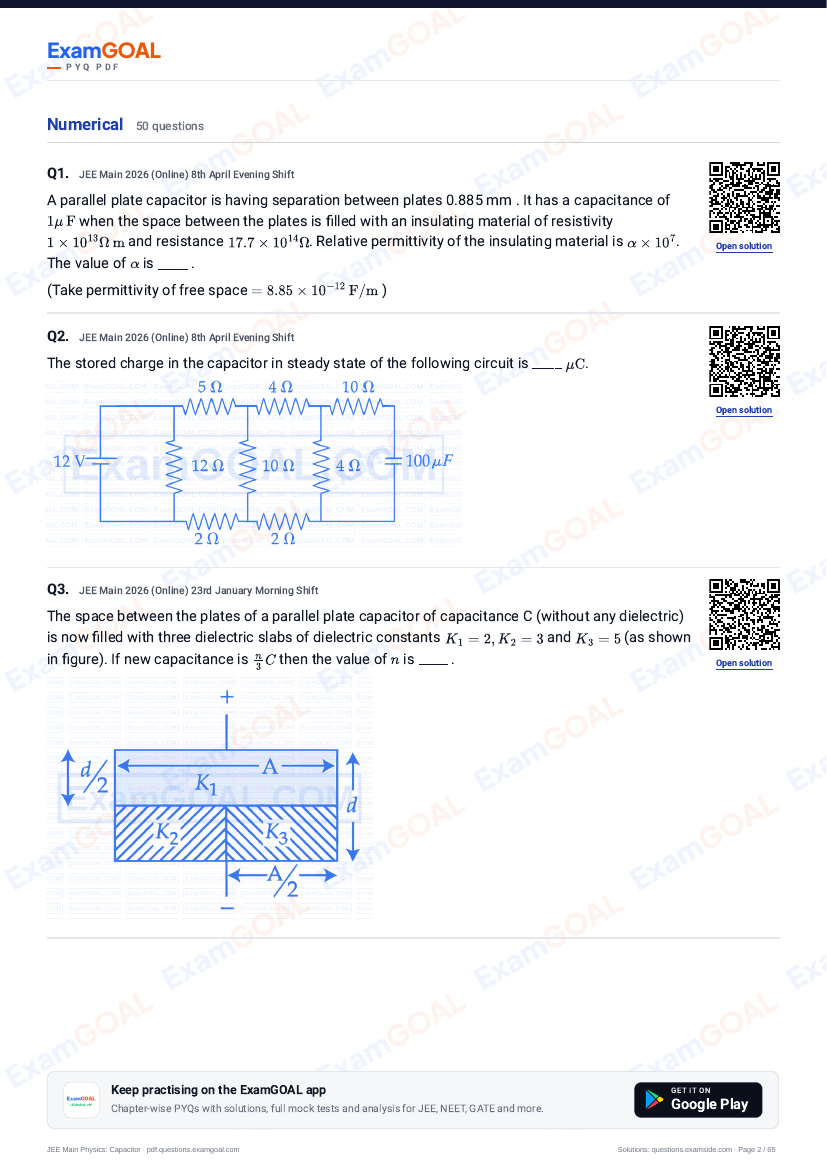 ExamGOAL
PYQ PDF
Numerical 50 questions
Q1. JEE Main 2026 (Online) 8th April Evening Shift
A parallel plate capacitor is having separation between plates 0.885 mm . It has a capacitance of
1μ F when the space between the plates is filled with an insulating material of resistivity
1 × 10¹³Ω m and resistance 17.7 × 10¹⁴Ω. Relative permittivity of the insulating material is α × 10⁷.
The value of α is ____ .
(Take permittivity of free space = 8.85 × 10⁻¹² F/m )
Open solution
Q2. JEE Main 2026 (Online) 8th April Evening Shift
The stored charge in the capacitor in steady state of the following circuit is ____ μC.
Open solution
5 Ω 4 Ω 10 Ω
12 V 12 Ω 10 Ω 4 Ω 100μF
2 Ω 2 Ω
ExamGOAL.COM
Q3. JEE Main 2026 (Online) 23rd January Morning Shift
The space between the plates of a parallel plate capacitor of capacitance C (without any dielectric)
is now filled with three dielectric slabs of dielectric constants K₁ = 2, K₂ = 3 and K₃ = 5 (as shown
in figure). If new capacitance is n/3 C then the value of n is ____ .
Open solution
+
d/2 A
K₁
d
K₂ K₃
A/2
−
ExamGOAL.COM
Keep practising on the ExamGOAL app
Chapter-wise PYQs with solutions, full mock tests and analysis for JEE, NEET, GATE and more.
GET IT ON
Google Play
JEE Main Physics: Capacitor · pdf.questions.examgoal.com
Solutions: questions.examside.com · Page 2 / 65